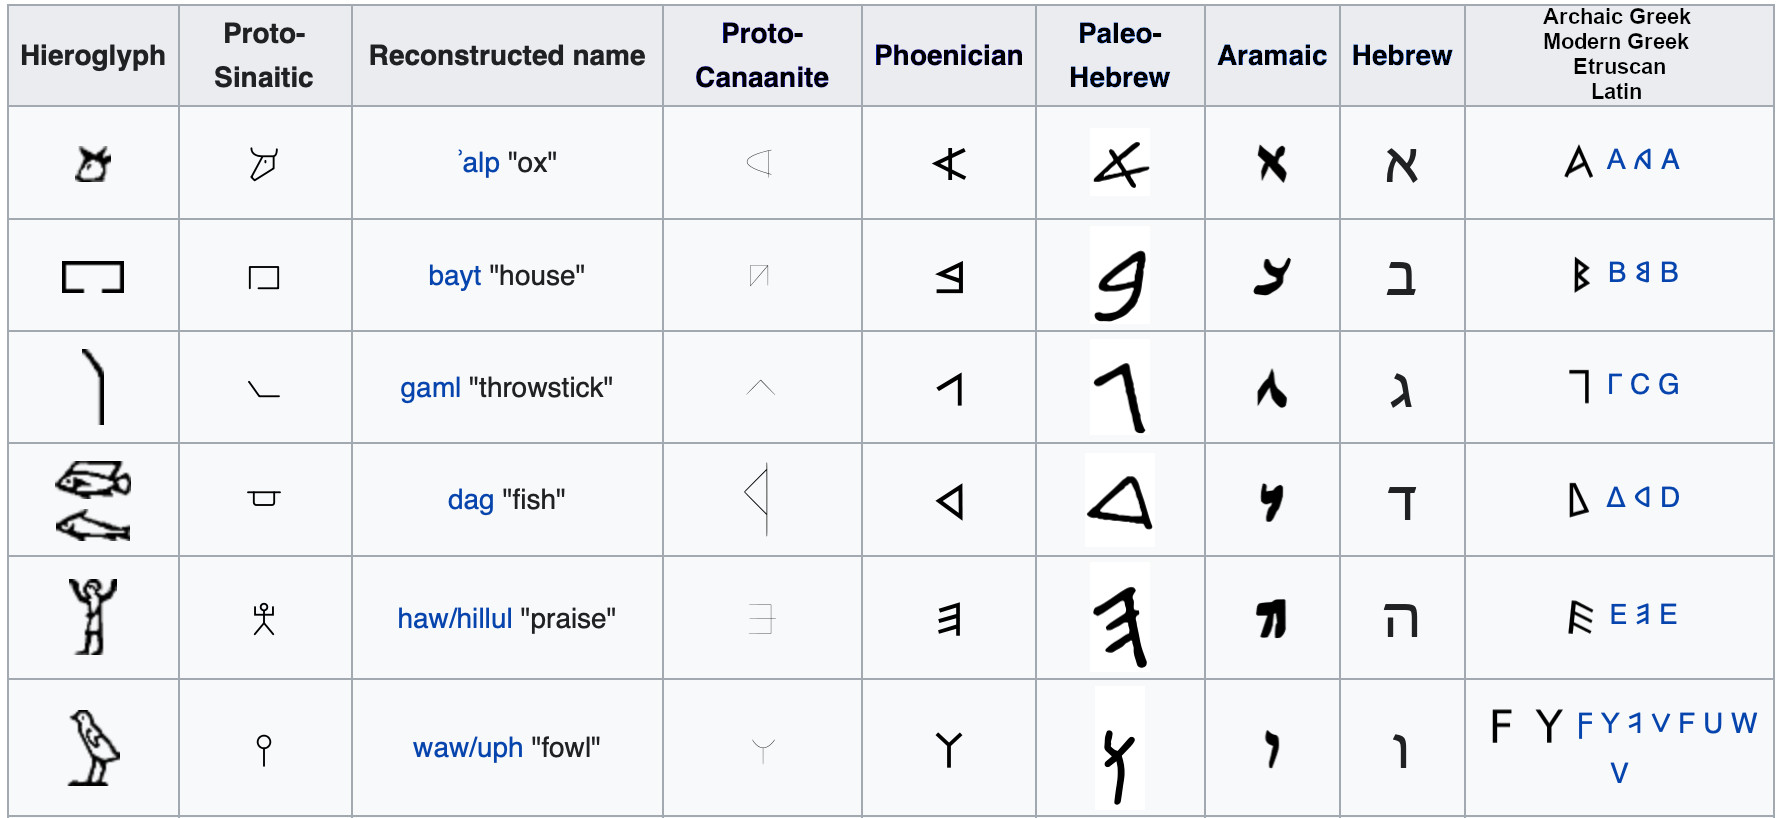 Hieroglyph Proto-Sinaitic Reconstructed name Proto-Canaanite Phoenician Paleo-Hebrew Aramaic Hebrew Archaic Greek Modern Greek Etruscan Latin
ʾalp "ox" 𐤀 א A A 𐌀 A
bayt "house" 𐤁 ב B B 𐌁 B
gaml "throwstick" 𐤂 ג Γ C G
dag "fish" 𐤃 ד Δ 𐌃 D
haw/hillul "praise" 𐤄 ה E 𐌄 E
waw/uph "fowl" 𐤅 ו F Y Ϝ Υ 𐌅 V F U W
V